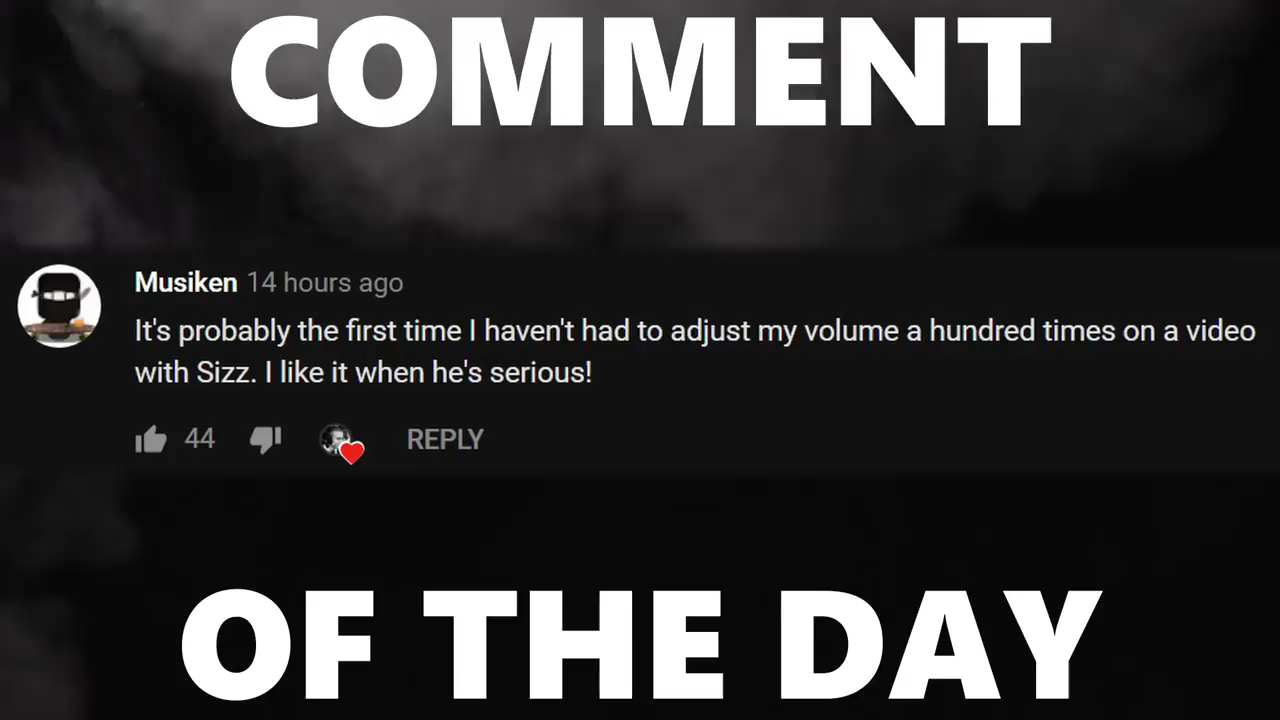 COMMENT
Musiken 14 hours ago
It's probably the first time I haven't had to adjust my volume a hundred times on a video
with Sizz. I like it when he's serious!
44 REPLY
OF THE DAY